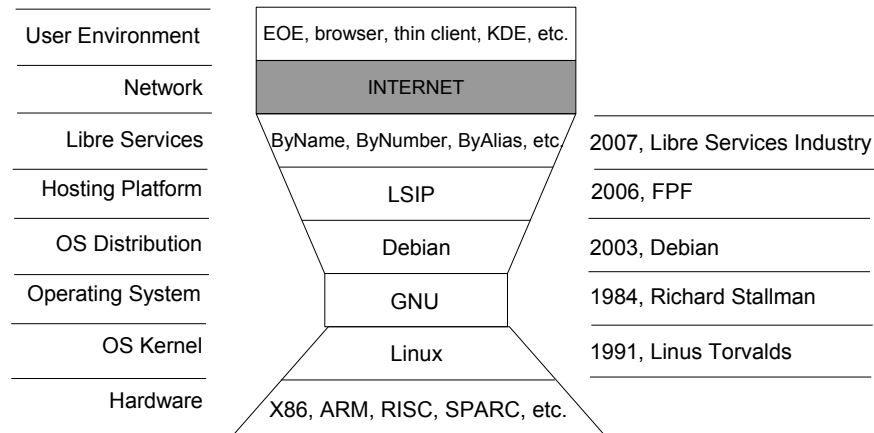 User Environment
EOE, browser, thin client, KDE, etc.
Network
INTERNET
Libre Services
ByName, ByNumber, ByAlias, etc.
2007, Libre Services Industry
Hosting Platform
LSIP
2006, FPF
OS Distribution
Debian
2003, Debian
Operating System
GNU
1984, Richard Stallman
OS Kernel
Linux
1991, Linus Torvalds
Hardware
X86, ARM, RISC, SPARC, etc.